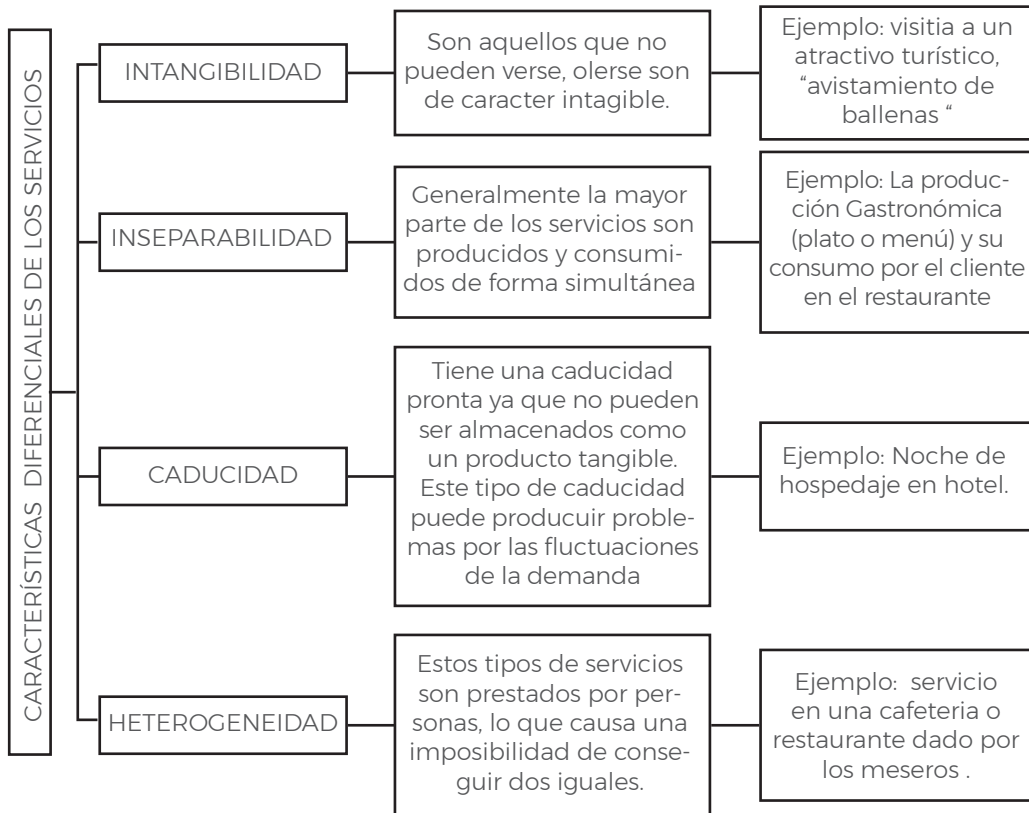 CARACTERÍSTICAS DIFERENCIALES DE LOS SERVICIOS
INTANGIBILIDAD
Son aquellos que no
pueden verse, olerse son
de caracter intagible.
Ejemplo: visitia a un
atractivo turístico,
“avistamiento de
ballenas “
INSEPARABILIDAD
Generalmente la mayor
parte de los servicios son
producidos y consumi-
dos de forma simultánea
Ejemplo: La produc-
ción Gastronómica
(plato o menú) y su
consumo por el cliente
en el restaurante
CADUCIDAD
Tiene una caducidad
pronta ya que no pueden
ser almacenados como
un producto tangible.
Este tipo de caducidad
puede producuir proble-
mas por las fluctuaciones
de la demanda
Ejemplo: Noche de
hospedaje en hotel.
HETEROGENEIDAD
Estos tipos de servicios
son prestados por per-
sonas, lo que causa una
imposibilidad de conse-
guir dos iguales.
Ejemplo: servicio
en una cafeteria o
restaurante dado por
los meseros .